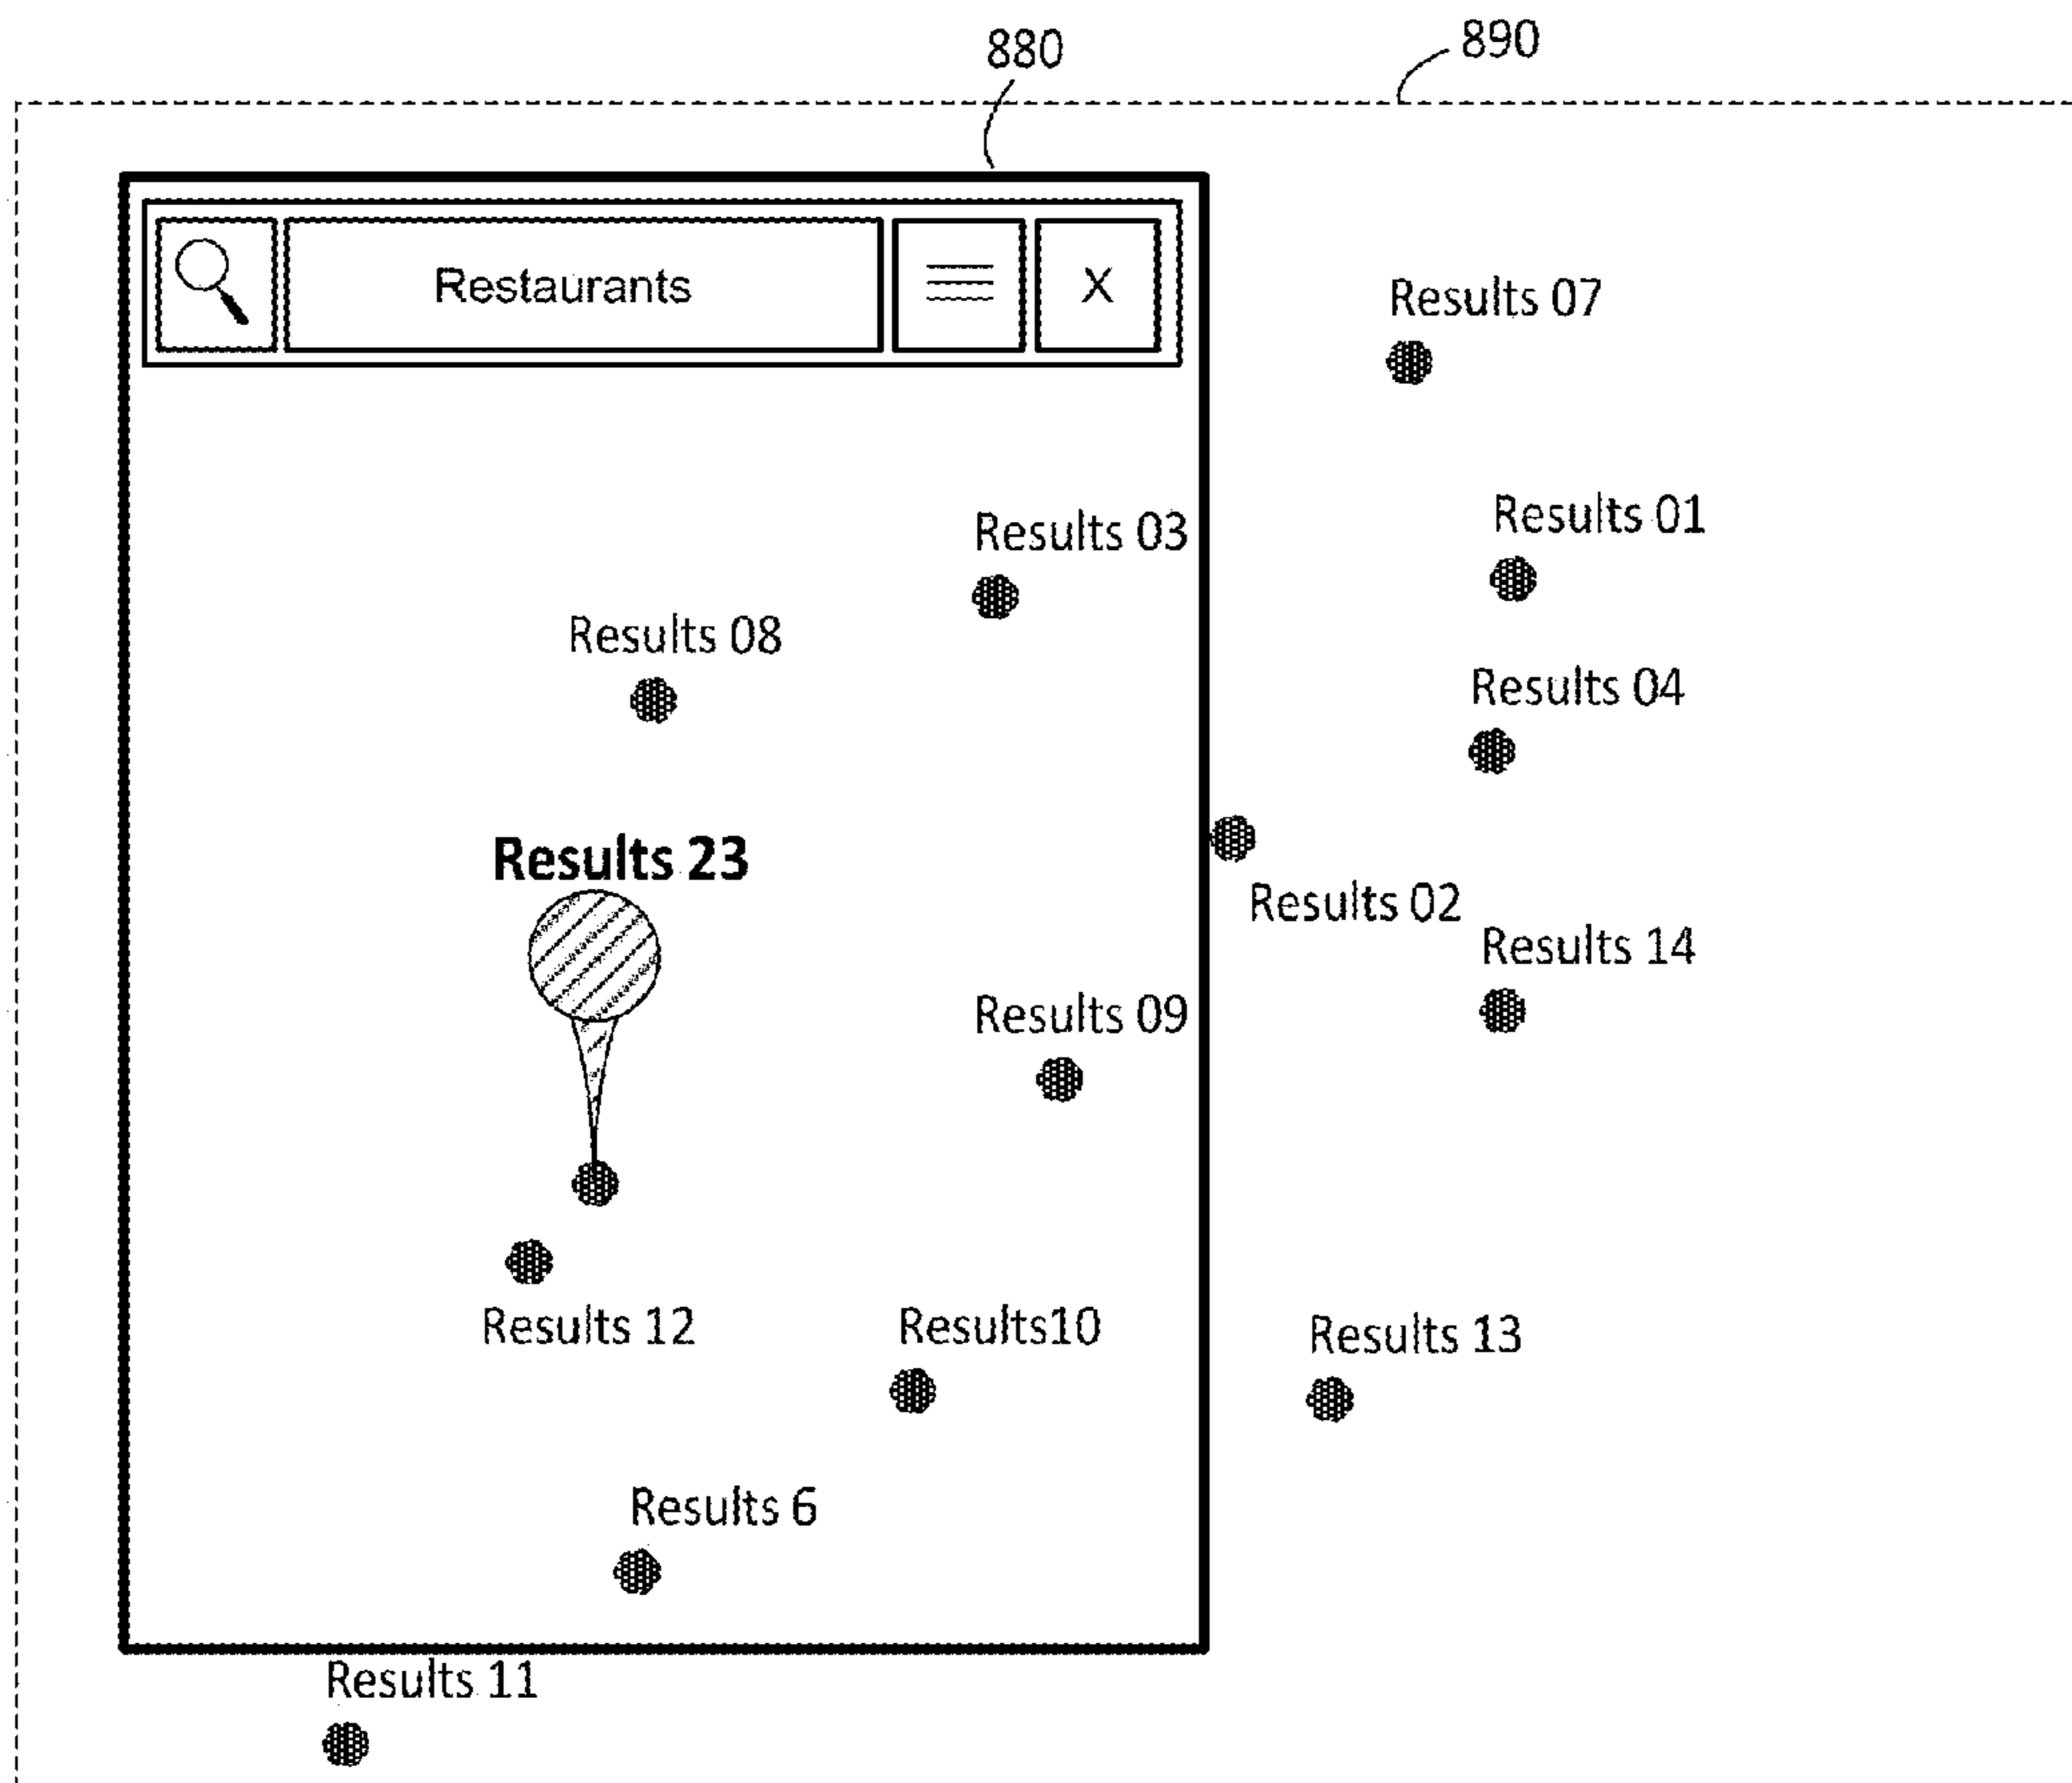 880
890
Restaurants
X
Results 07
Results 01
Results 03
Results 08
Results 04
Results 23
Results 02
Results 14
Results 09
Results 12
Results10
Results 13
Results 6
Results 11